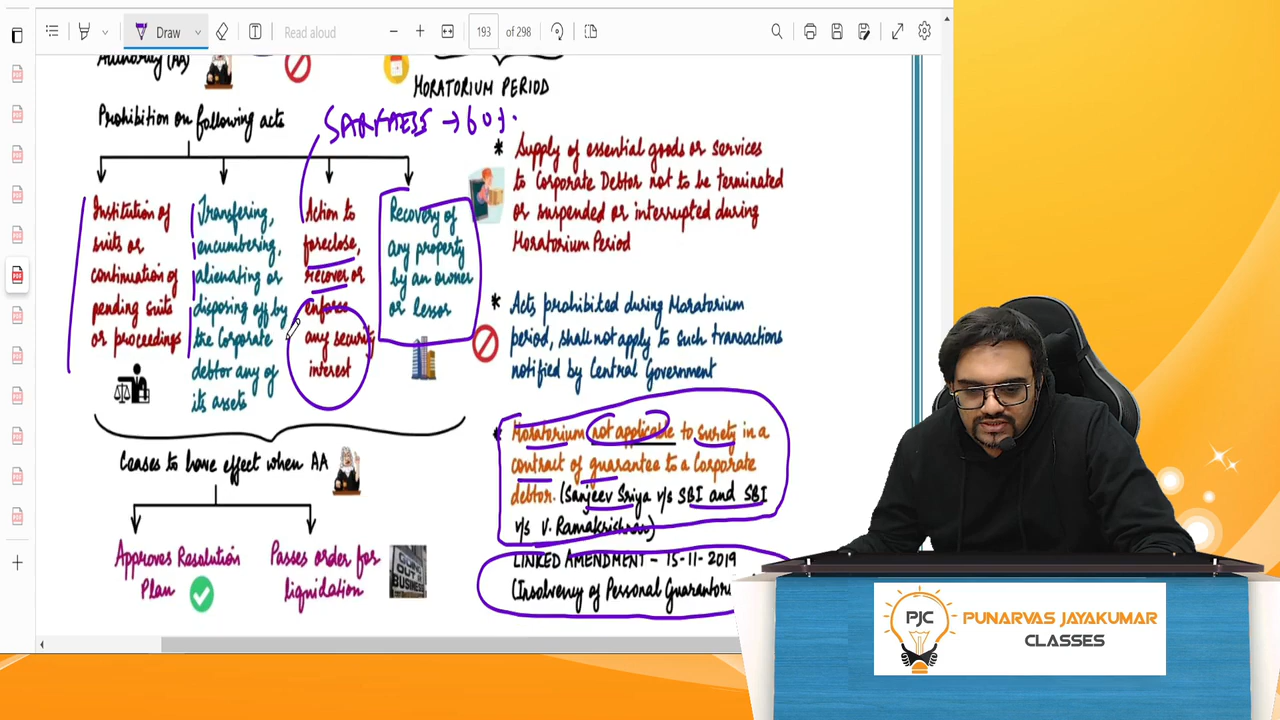 Draw
Read aloud
193
of 298
Authority (AA)
MORATORIUM PERIOD
Prohibition on following acts
SARFAESI → 60%.
Institution of
suits or
continuation of
pending suits
or proceedings
Transfering,
encumbering,
alienating or
disposing off by
the Corporate
debtor any of
its assets
Action to
foreclose,
recover or
enforce
any security
interest
Recovery of
any property
by an owner
or lessor
Ceases to have effect when AA
Approves Resolution
Plan
Passes order for
liquidation
GOING
OUT OF
BUSINESS
* Supply of essential goods or services
to Corporate Debtor not to be terminated
or suspended or interrupted during
Moratorium Period
* Acts prohibited during Moratorium
period, shall not apply to such transactions
notified by Central Government
* Moratorium not applicable to surety in a
contract of guarantee to a Corporate
debtor. (Sanjeev Sriya v/s SBI and SBI
v/s V. Ramakrishnan)
LINKED AMENDMENT - 15-11-2019
(Insolvency of Personal Guarantors
PJC
PUNARVAS JAYAKUMAR
CLASSES